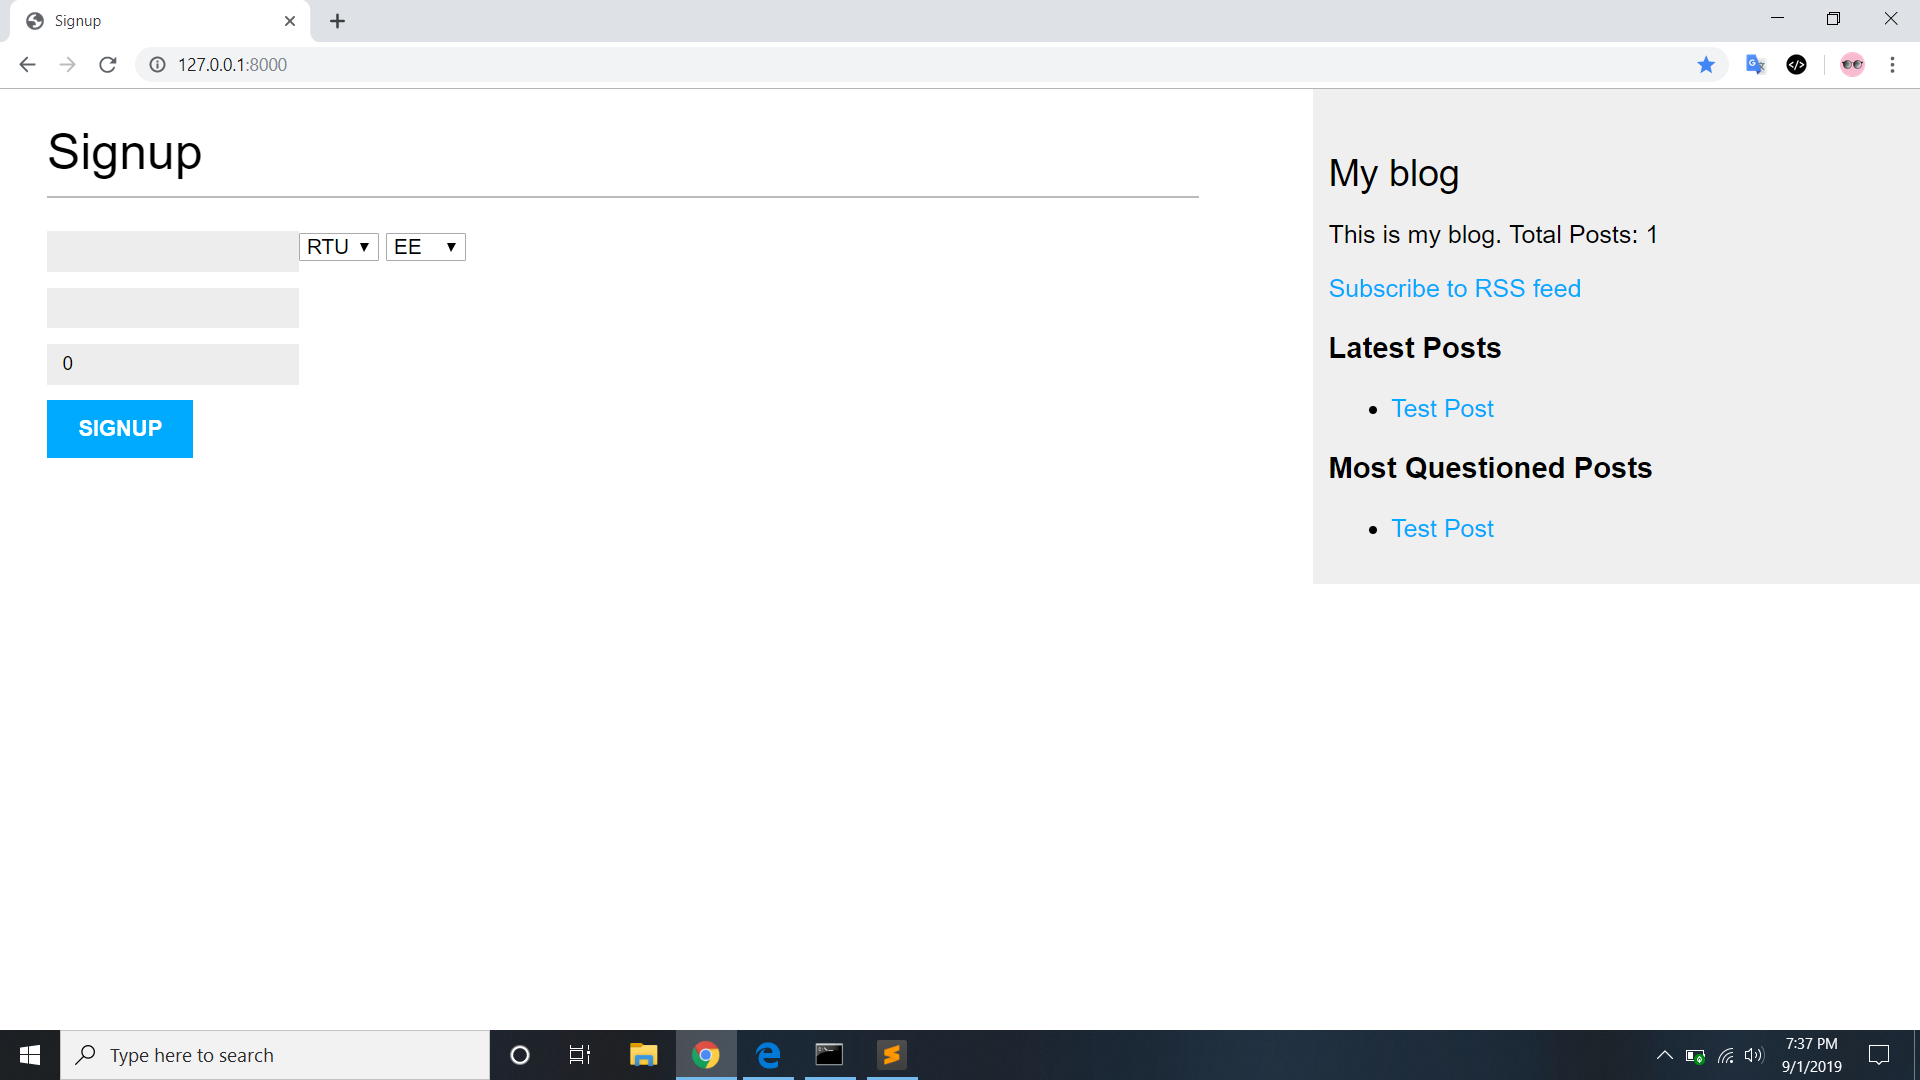 Signup
127.0.0.1:8000
Signup
RTU EE
0
SIGNUP
My blog
This is my blog. Total Posts: 1
Subscribe to RSS feed
Latest Posts
Test Post
Most Questioned Posts
Test Post
Type here to search
7:37 PM
9/1/2019